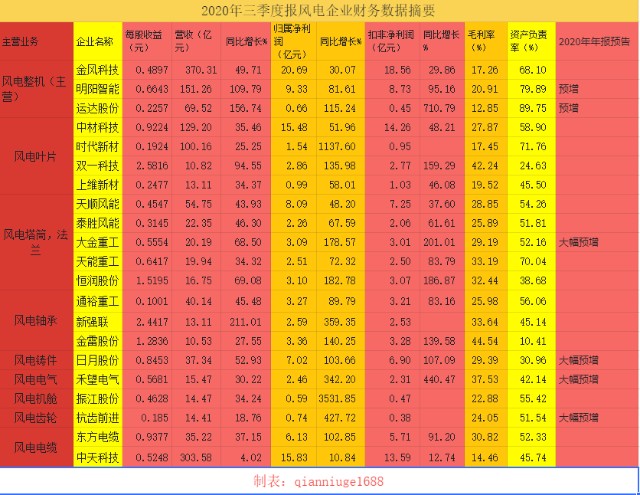 2020年三季度报风电企业财务数据摘要
主营业务 企业名称 每股收益（元） 营收（亿元） 同比增长% 归属净利润（亿元） 同比增长% 扣非净利润（亿元） 同比增长% 毛利率（%） 资产负债率（%） 2020年年报预告
风电整机（主营） 金风科技 0.4897 370.31 49.71 20.69 30.07 18.56 29.86 17.26 68.10
明阳智能 0.6643 151.26 109.79 9.33 81.61 8.73 95.16 20.91 79.89 预增
运达股份 0.2257 69.52 156.74 0.66 115.24 0.45 710.79 12.85 89.75 预增
风电叶片 中材科技 0.9224 129.20 35.46 15.48 51.96 14.26 48.21 27.87 58.90
时代新材 0.1924 100.16 25.25 1.54 1137.60 0.95 17.45 71.76
双一科技 2.5816 10.82 94.55 2.86 135.98 2.77 159.29 42.24 24.63
上维新材 0.2477 13.11 34.37 0.99 58.01 1.03 46.08 19.52 45.50
风电塔筒，法兰 天顺风能 0.4547 54.75 43.93 8.09 48.20 7.25 37.60 28.85 54.26
泰胜风能 0.3145 22.35 46.30 2.26 67.59 2.06 61.61 25.89 51.81
大金重工 0.5554 20.19 68.50 3.09 178.57 3.01 201.01 29.19 52.16 大幅预增
天能重工 0.6417 19.94 34.32 2.51 72.32 2.50 83.79 33.19 70.04
恒润股份 1.5195 16.75 69.08 3.10 182.78 3.07 186.87 32.44 38.68
风电轴承 通裕重工 0.1001 40.14 45.48 3.27 89.79 3.21 83.16 25.98 56.06
新强联 2.4417 13.11 211.01 2.59 359.35 2.53 33.64 45.14
金雷股份 1.2836 10.53 27.55 3.36 140.25 3.28 139.58 44.54 10.41
风电铸件 日月股份 0.8453 37.34 52.93 7.02 103.66 6.90 107.09 29.39 30.96 大幅预增
风电电气 禾望电气 0.5681 15.47 30.22 2.46 342.20 2.31 440.47 37.53 42.14 大幅预增
风电机舱 振江股份 0.4628 14.47 34.24 0.59 3531.85 0.47 22.88 55.42
风电齿轮 杭齿前进 0.185 14.41 18.76 0.74 427.72 0.38 24.05 51.54 大幅预增
风电电缆 东方电缆 0.9377 35.22 37.15 6.13 102.85 5.71 91.20 30.82 52.33
中天科技 0.5248 303.58 4.02 15.83 10.84 13.59 12.74 14.46 45.74
制表：qianniuge1688